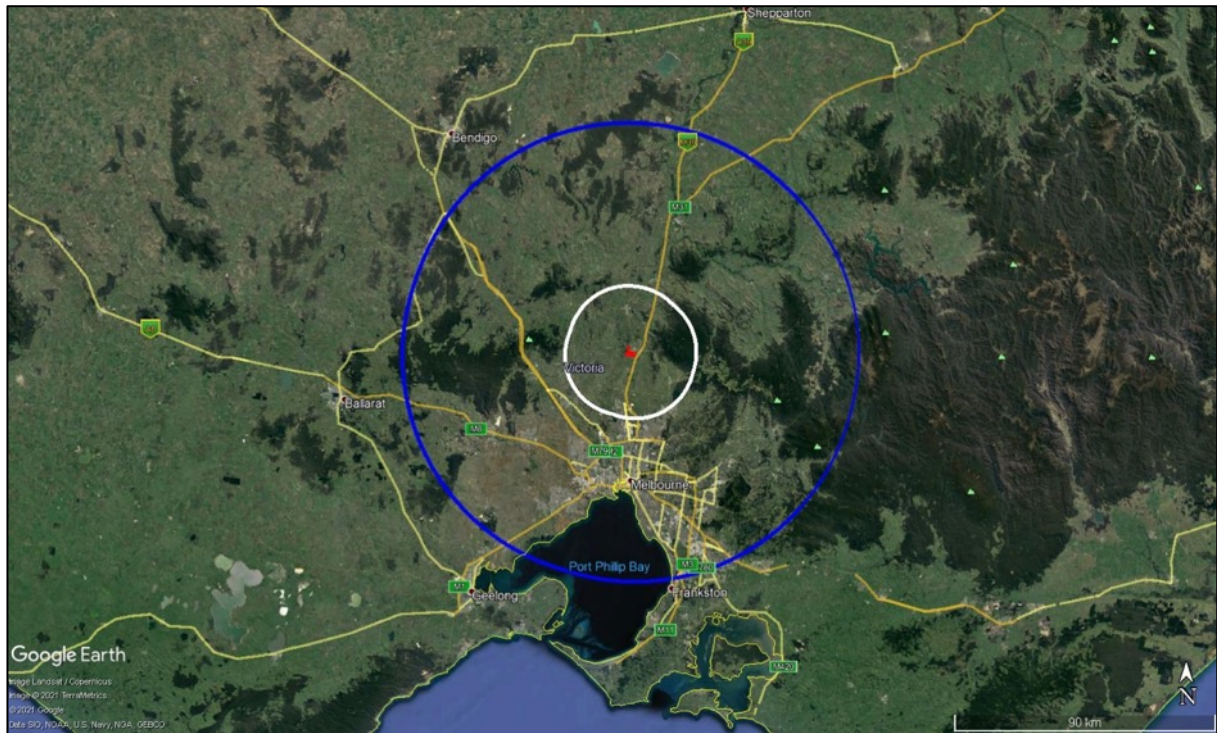 Shepparton
Bendigo
M31
Victoria
Ballarat
M8
Melbourne
Port Phillip Bay
M3
Frankston
M1
Geelong
M11
M420
Google Earth
Image Landsat / Copernicus
Image © 2021 TerraMetrics
©2021 Google
Data SIO, NOAA, U.S. Navy, NGA, GEBCO
N
90 km